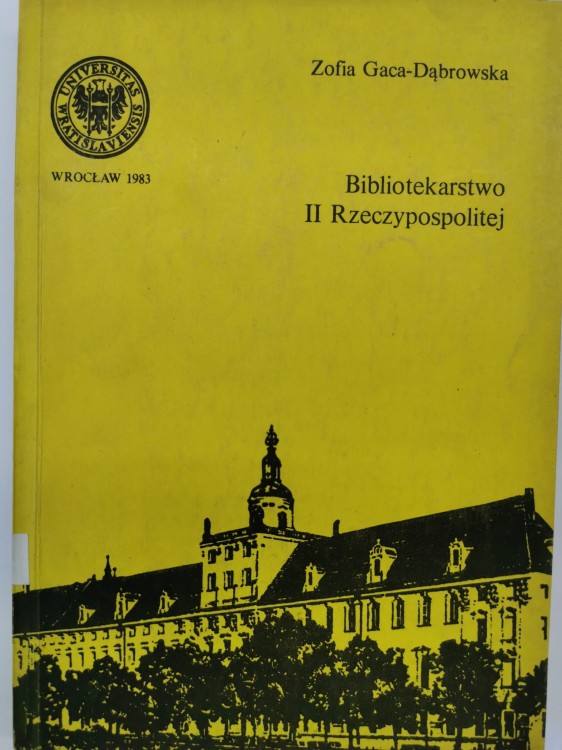 UNIVERSITAS
WRATISLAVIENSIS
WROCŁAW 1983
Zofia Gaca-Dąbrowska
Bibliotekarstwo
II Rzeczypospolitej